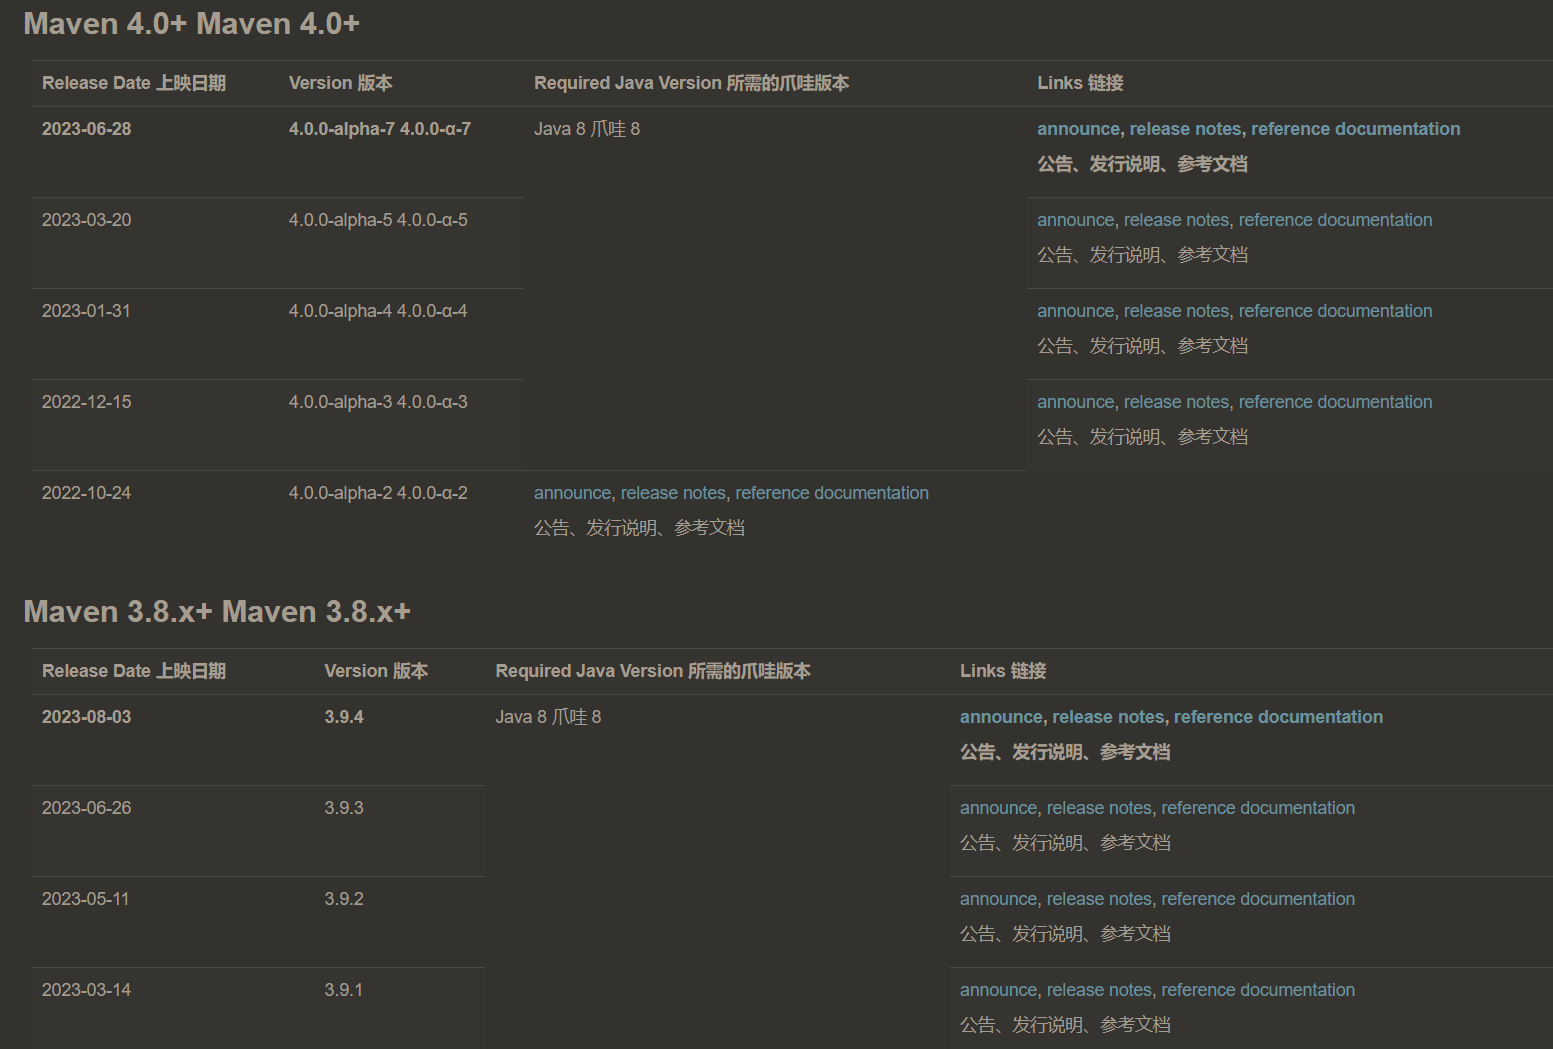 Maven 4.0+ Maven 4.0+
Release Date 上映日期 Version 版本 Required Java Version 所需的爪哇版本 Links 链接
2023-06-28 4.0.0-alpha-7 4.0.0-α-7 Java 8 爪哇 8 announce, release notes, reference documentation
公告、发行说明、参考文档
2023-03-20 4.0.0-alpha-5 4.0.0-α-5 announce, release notes, reference documentation
公告、发行说明、参考文档
2023-01-31 4.0.0-alpha-4 4.0.0-α-4 announce, release notes, reference documentation
公告、发行说明、参考文档
2022-12-15 4.0.0-alpha-3 4.0.0-α-3 announce, release notes, reference documentation
公告、发行说明、参考文档
2022-10-24 4.0.0-alpha-2 4.0.0-α-2 announce, release notes, reference documentation
公告、发行说明、参考文档
Maven 3.8.x+ Maven 3.8.x+
Release Date 上映日期 Version 版本 Required Java Version 所需的爪哇版本 Links 链接
2023-08-03 3.9.4 Java 8 爪哇 8 announce, release notes, reference documentation
公告、发行说明、参考文档
2023-06-26 3.9.3 announce, release notes, reference documentation
公告、发行说明、参考文档
2023-05-11 3.9.2 announce, release notes, reference documentation
公告、发行说明、参考文档
2023-03-14 3.9.1 announce, release notes, reference documentation
公告、发行说明、参考文档